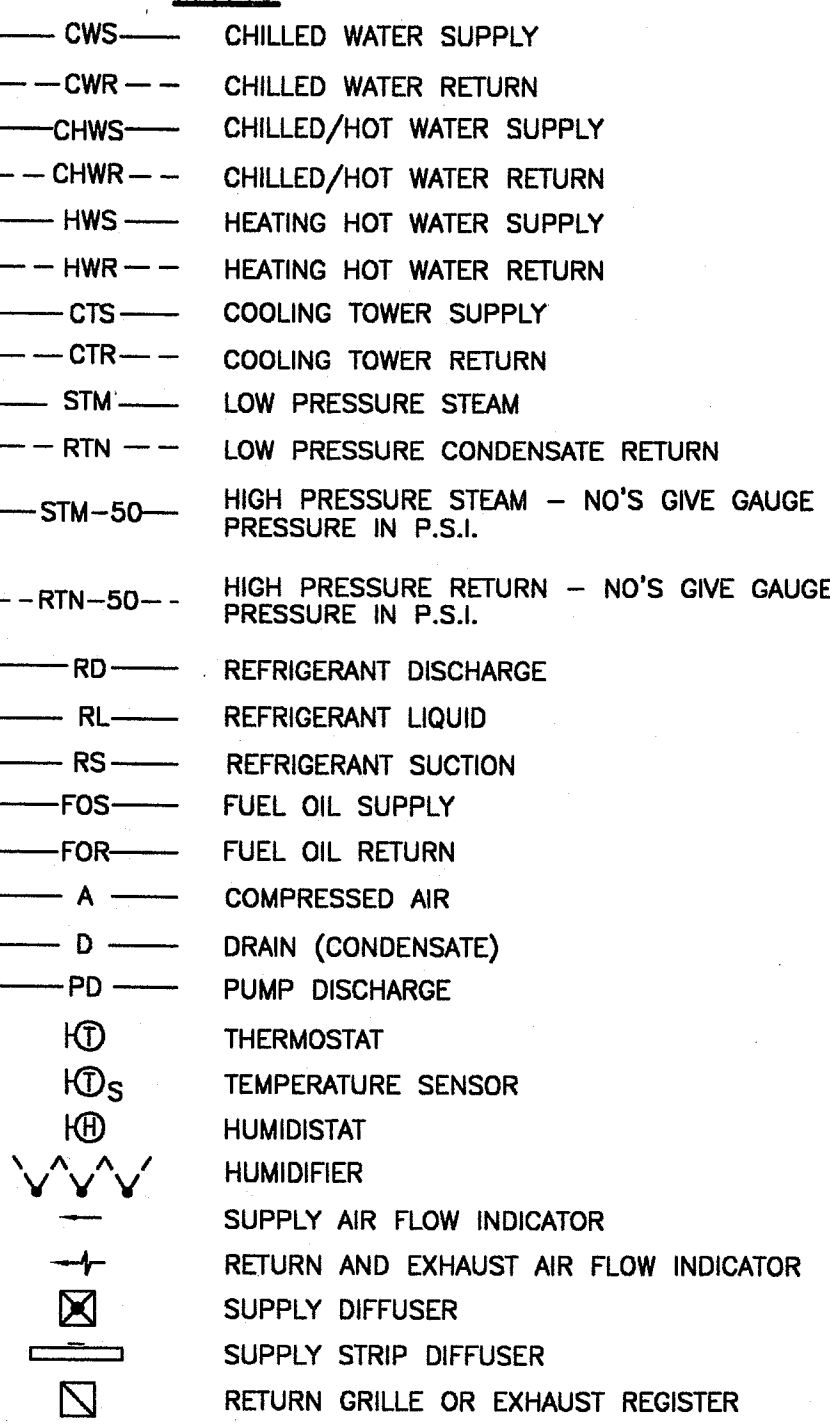 CWS CHILLED WATER SUPPLY
CWR CHILLED WATER RETURN
CHWS CHILLED/HOT WATER SUPPLY
CHWR CHILLED/HOT WATER RETURN
HWS HEATING HOT WATER SUPPLY
HWR HEATING HOT WATER RETURN
CTS COOLING TOWER SUPPLY
CTR COOLING TOWER RETURN
STM LOW PRESSURE STEAM
RTN LOW PRESSURE CONDENSATE RETURN
STM-50 HIGH PRESSURE STEAM – NO'S GIVE GAUGE
PRESSURE IN P.S.I.
RTN-50 HIGH PRESSURE RETURN – NO'S GIVE GAUGE
PRESSURE IN P.S.I.
RD REFRIGERANT DISCHARGE
RL REFRIGERANT LIQUID
RS REFRIGERANT SUCTION
FOS FUEL OIL SUPPLY
FOR FUEL OIL RETURN
A COMPRESSED AIR
D DRAIN (CONDENSATE)
PD PUMP DISCHARGE
T THERMOSTAT
T S TEMPERATURE SENSOR
H HUMIDISTAT
HUMIDIFIER
SUPPLY AIR FLOW INDICATOR
RETURN AND EXHAUST AIR FLOW INDICATOR
SUPPLY DIFFUSER
SUPPLY STRIP DIFFUSER
RETURN GRILLE OR EXHAUST REGISTER